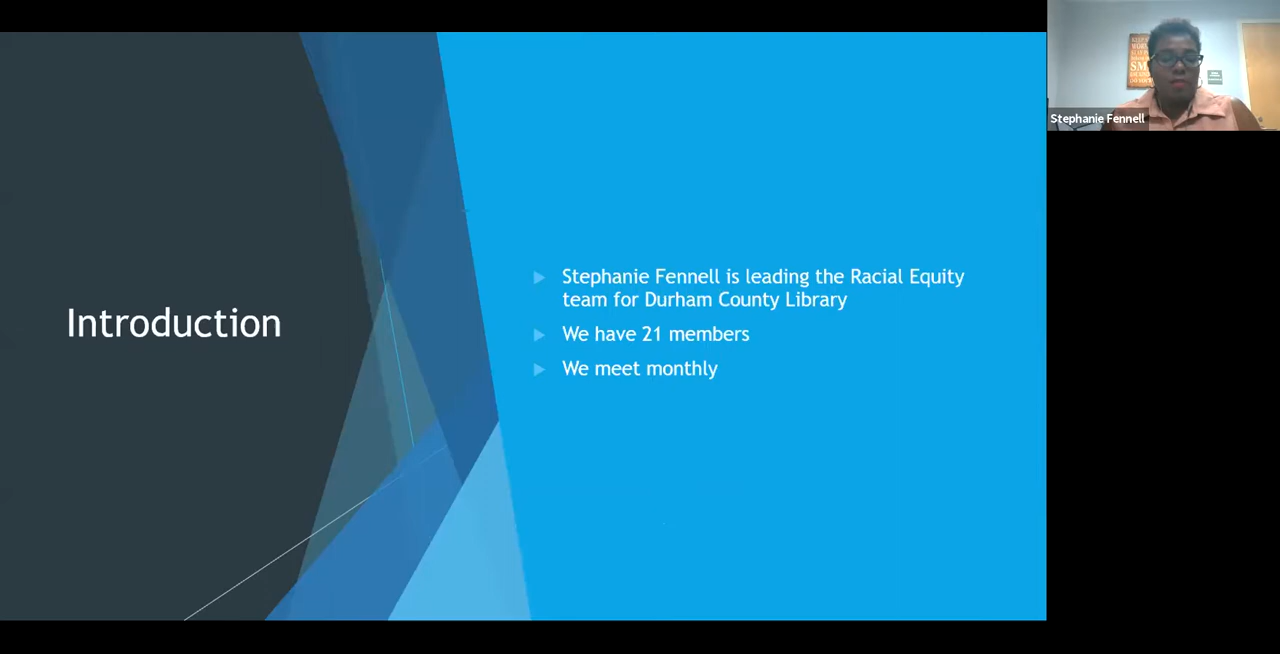 Introduction
Stephanie Fennell is leading the Racial Equity
team for Durham County Library
We have 21 members
We meet monthly
Stephanie Fennell